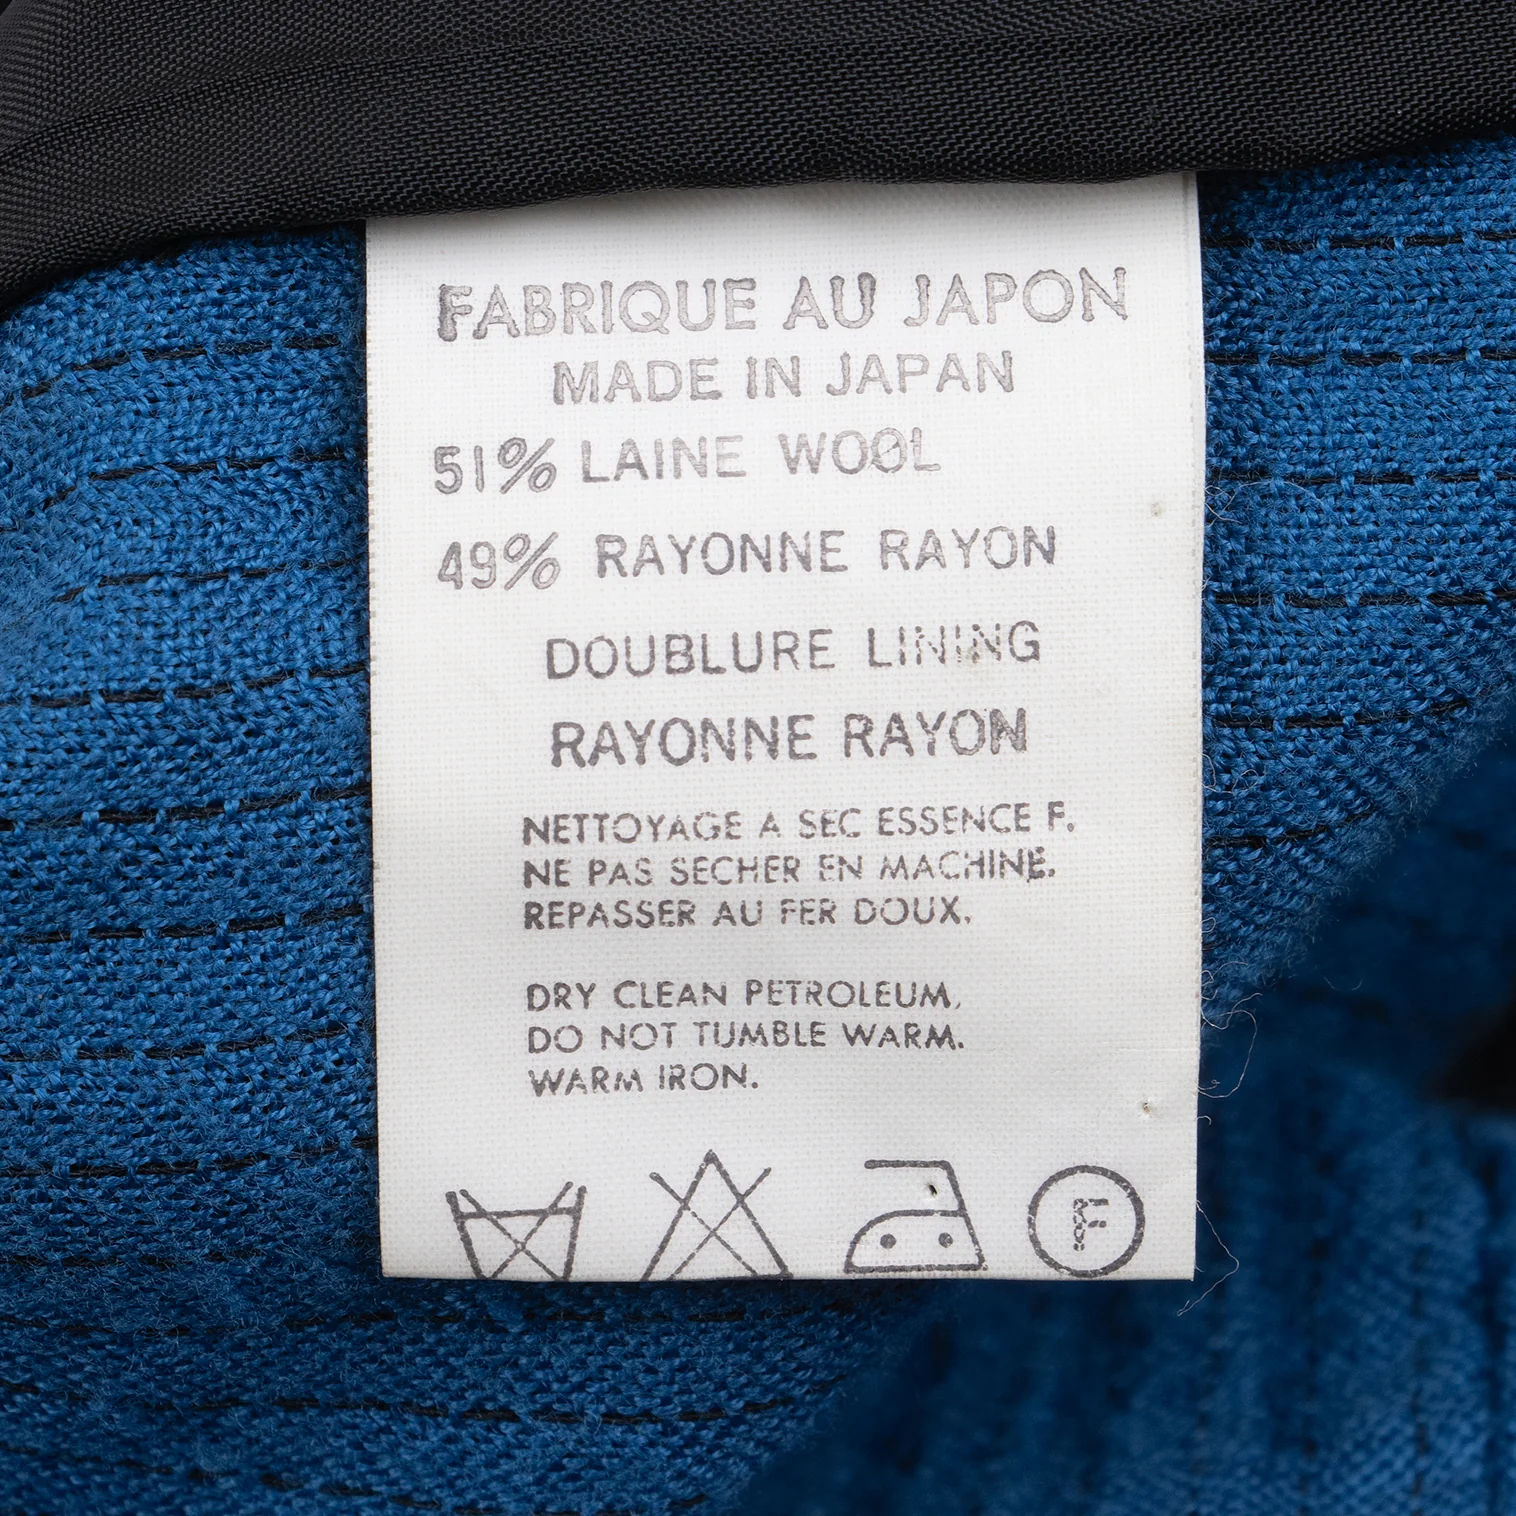 FABRIQUE AU JAPON
MADE IN JAPAN
51% LAINE WOOL
49% RAYONNE RAYON
DOUBLURE LINING
RAYONNE RAYON
NETTOYAGE A SEC ESSENCE F.
NE PAS SECHER EN MACHINE.
REPASSER AU FER DOUX.
DRY CLEAN PETROLEUM,
DO NOT TUMBLE WARM.
WARM IRON.
F